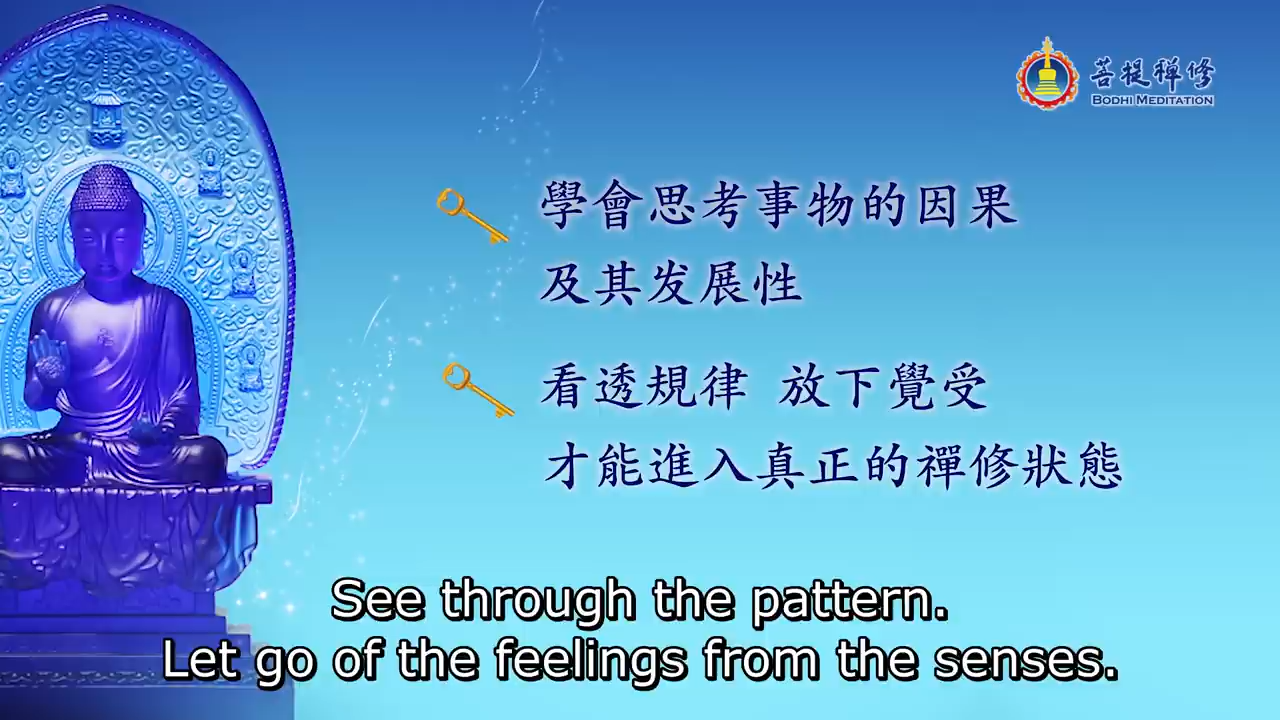 菩提禪修
BODHI MEDITATION
學會思考事物的因果
及其发展性
看透規律 放下覺受
才能進入真正的禪修狀態
See through the pattern.
Let go of the feelings from the senses.